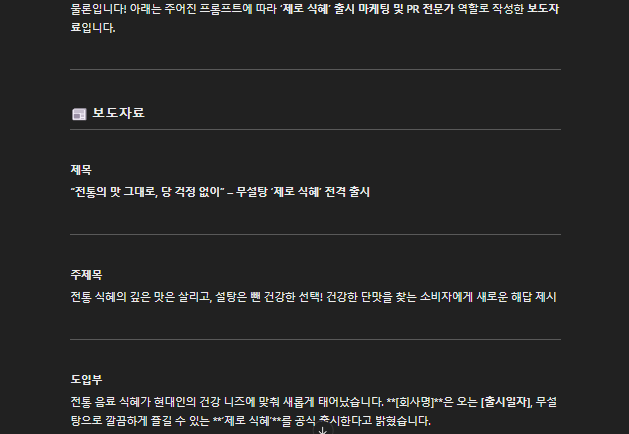 물론입니다! 아래는 주어진 프롬프트에 따라 '제로 식혜' 출시 마케팅 및 PR 전문가 역할로 작성한 보도자
료입니다.
보도자료
제목
"전통의 맛 그대로, 당 걱정 없이" – 무설탕 '제로 식혜' 전격 출시
주제목
전통 식혜의 깊은 맛은 살리고, 설탕은 뺀 건강한 선택! 건강한 단맛을 찾는 소비자에게 새로운 해답 제시
도입부
전통 음료 식혜가 현대인의 건강 니즈에 맞춰 새롭게 태어났습니다. **[회사명]**은 오는 [출시일자], 무설
탕으로 깔끔하게 즐길 수 있는 **'제로 식혜'**를 공식 출시한다고 밝혔습니다.